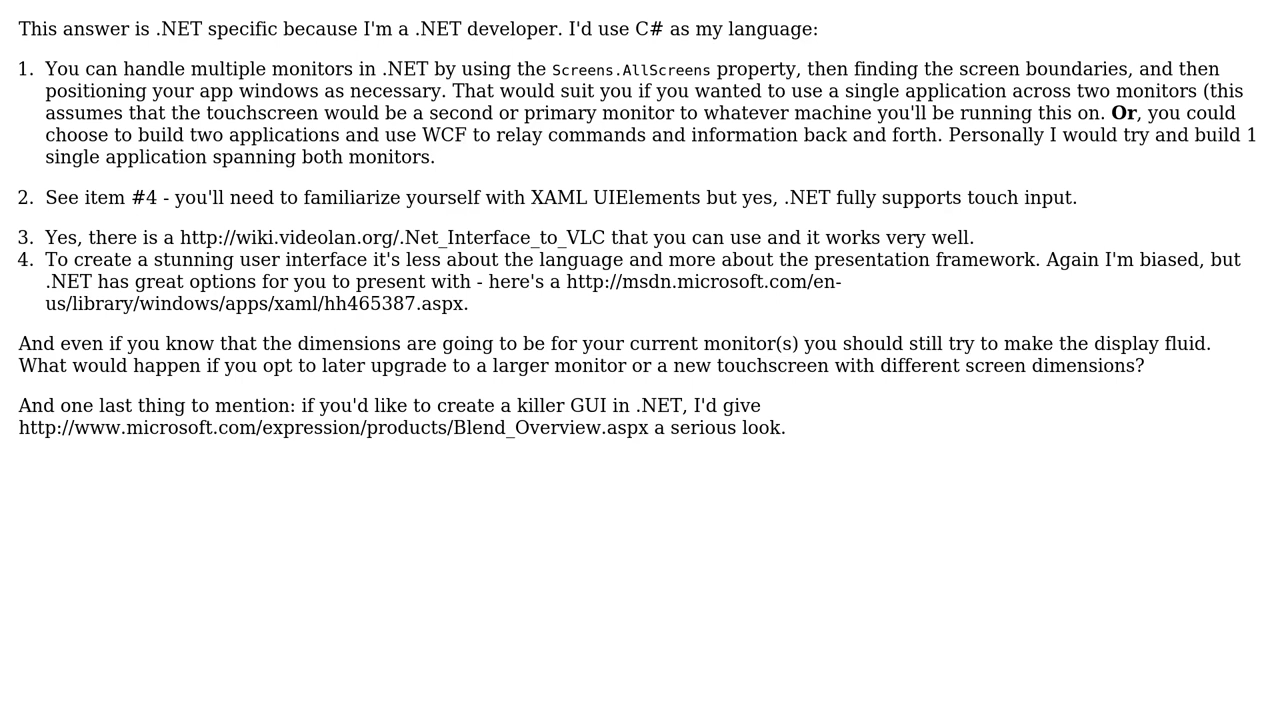 This answer is .NET specific because I'm a .NET developer. I'd use C# as my language:
1. You can handle multiple monitors in .NET by using the Screens.AllScreens property, then finding the screen boundaries, and then
positioning your app windows as necessary. That would suit you if you wanted to use a single application across two monitors (this
assumes that the touchscreen would be a second or primary monitor to whatever machine you'll be running this on. Or, you could
choose to build two applications and use WCF to relay commands and information back and forth. Personally I would try and build 1
single application spanning both monitors.
2. See item #4 - you'll need to familiarize yourself with XAML UIElements but yes, .NET fully supports touch input.
3. Yes, there is a http://wiki.videolan.org/.Net_Interface_to_VLC that you can use and it works very well.
4. To create a stunning user interface it's less about the language and more about the presentation framework. Again I'm biased, but
.NET has great options for you to present with - here's a http://msdn.microsoft.com/en-
us/library/windows/apps/xaml/hh465387.aspx.
And even if you know that the dimensions are going to be for your current monitor(s) you should still try to make the display fluid.
What would happen if you opt to later upgrade to a larger monitor or a new touchscreen with different screen dimensions?
And one last thing to mention: if you'd like to create a killer GUI in .NET, I'd give
http://www.microsoft.com/expression/products/Blend_Overview.aspx a serious look.